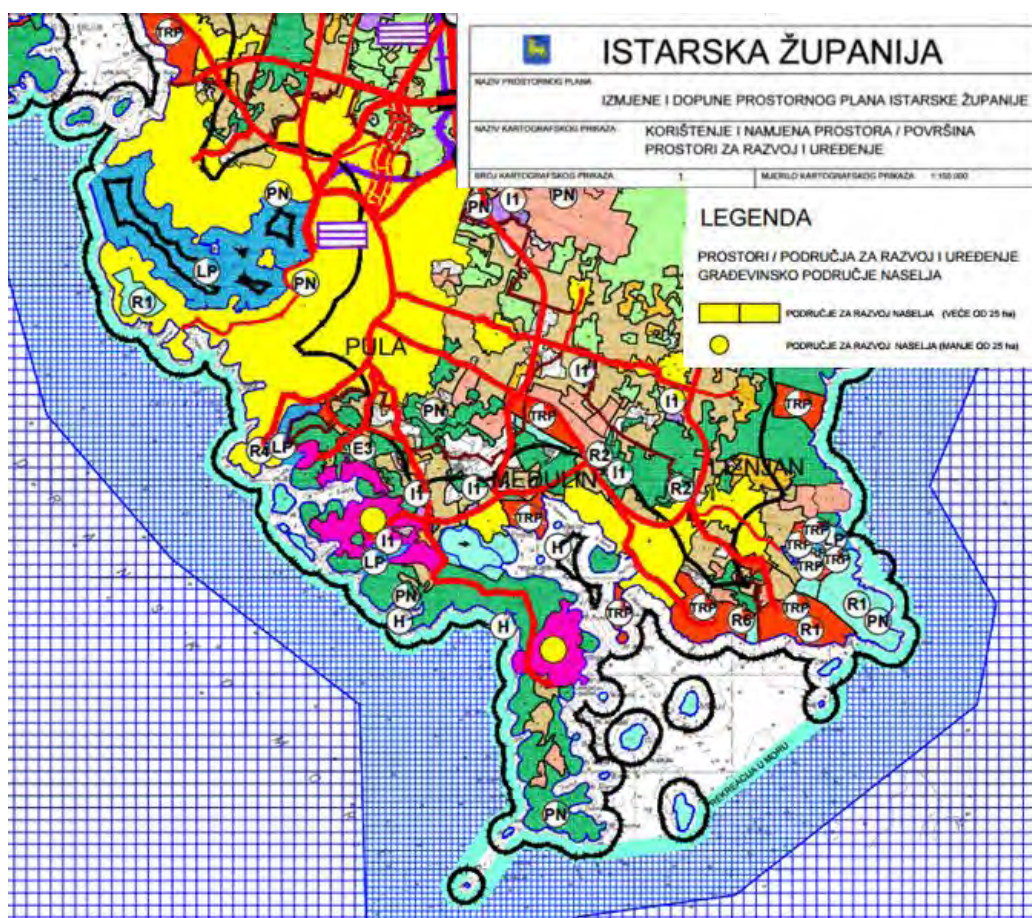 ISTARSKA ŽUPANIJA
NAZIV PROSTORNOG PLANA
IZMJENE I DOPUNE PROSTORNOG PLANA ISTARSKE ŽUPANIJE
NAZIV KARTOGRAFSKOG PRIKAZA
KORIŠTENJE I NAMJENA PROSTORA / POVRŠINA
PROSTORI ZA RAZVOJ I UREĐENJE
BROJ KARTOGRAFSKOG PRIKAZA 1. MJERILO KARTOGRAFSKOG PRIKAZA 1:100 000
LEGENDA
PROSTORI / PODRUČJA ZA RAZVOJ I UREĐENJE
GRAĐEVINSKO PODRUČJE NASELJA
PODRUČJE ZA RAZVOJ NASELJA (VEĆE OD 25 ha)
PODRUČJE ZA RAZVOJ NASELJA (MANJE OD 25 ha)
TRP
PN
I1
PN
PN
LP
PN
R1
PULA
I1
I1
TRP
PN
TRP
R4
LP
E3
R2
I1
LIŽNJAN
MEDULIN
R2
I1
I1
TRP
I1
H
LP
TRP
LP
TRP
TRP
TRP
PN
H
H
TRP
TRP
R6
TRP
R1
R1
PN
REKREACIJA U MORU
PN